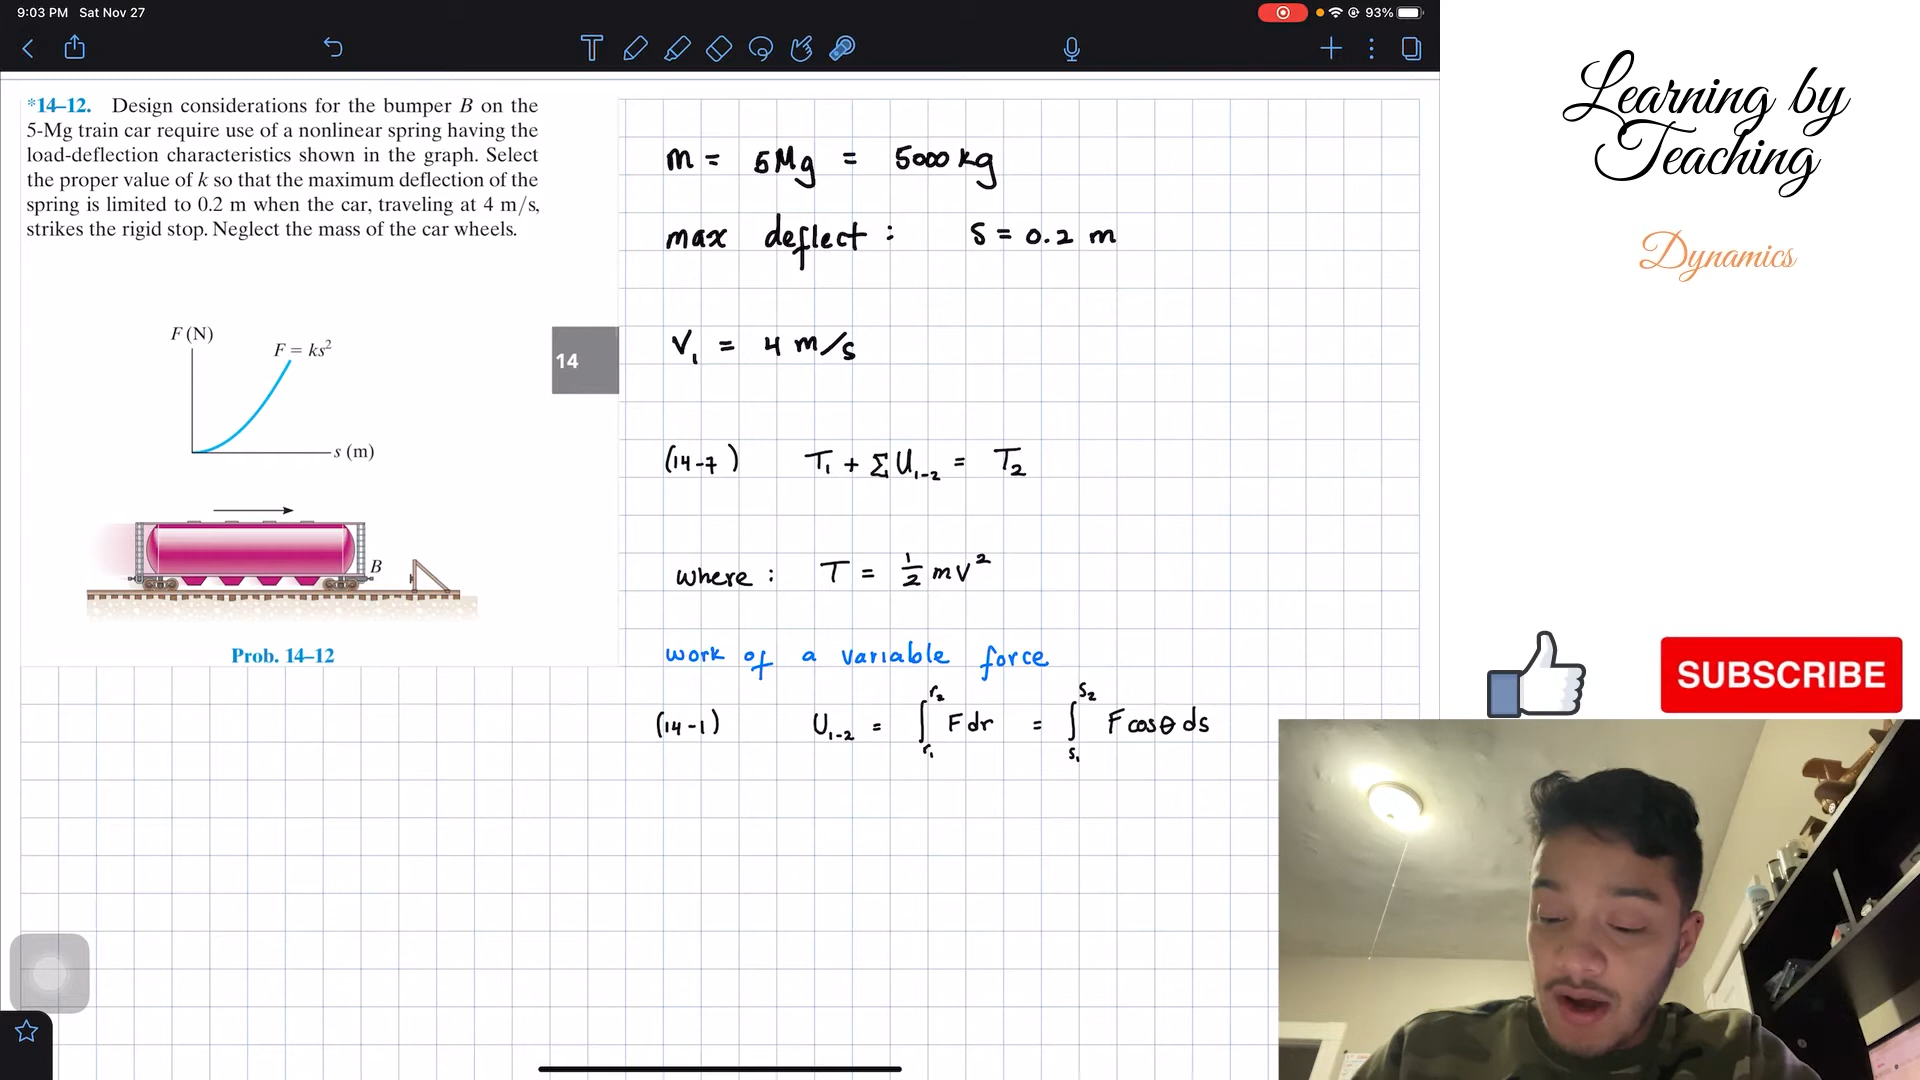 9:03 PM Sat Nov 27
93%
*14–12. Design considerations for the bumper B on the
5-Mg train car require use of a nonlinear spring having the
load-deflection characteristics shown in the graph. Select
the proper value of k so that the maximum deflection of the
spring is limited to 0.2 m when the car, traveling at 4 m/s,
strikes the rigid stop. Neglect the mass of the car wheels.
F (N)
F = ks²
s (m)
B
Prob. 14–12
14
m = 5Mg = 5000 kg
max deflect : S = 0.2 m
V₁ = 4 m/s
(14-7) T₁ + ΣU₁₋₂ = T₂
where : T = ½ mv²
work of a variable force
(14-1) U₁₋₂ = ∫r₁r₂ F dr = ∫s₁s₂ F cosθ ds
Learning by
Teaching
Dynamics
SUBSCRIBE